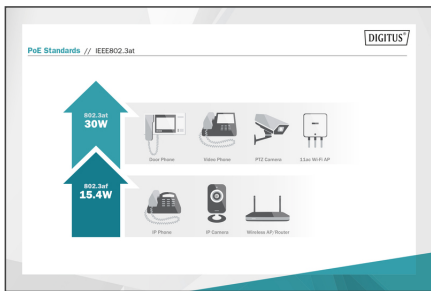 DIGITUS®
PoE Standards // IEEE802.3at
802.3at
30W
Door Phone
Video Phone
PTZ Camera
11ac Wi-Fi AP
802.3af
15.4W
IP Phone
IP Camera
Wireless AP/Router